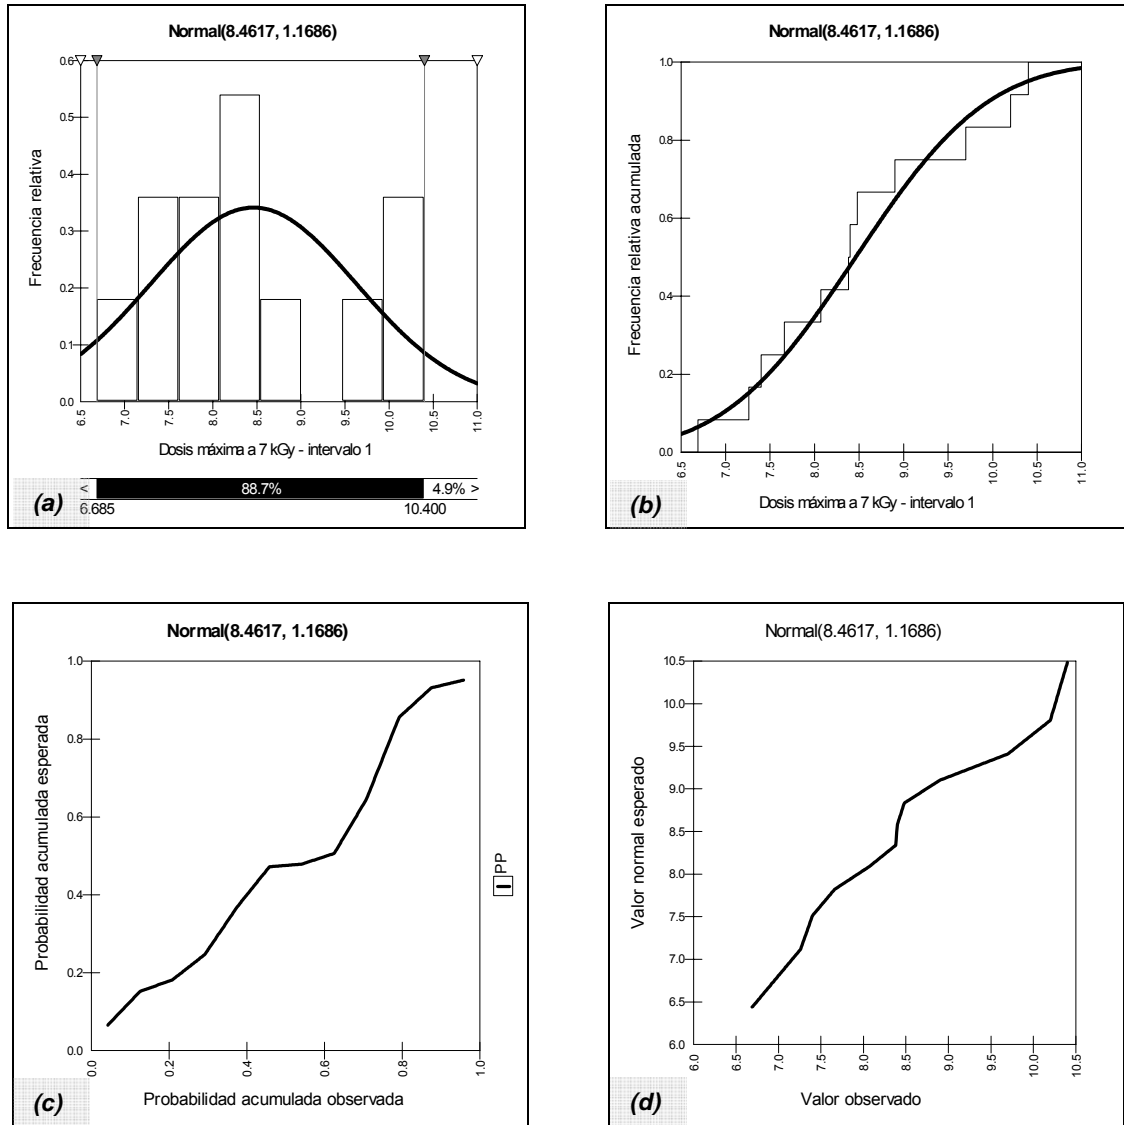 Normal(8.4617, 1.1686)
Frecuencia relativa
0.6
0.5
0.4
0.3
0.2
0.1
0.0
6.5 7.0 7.5 8.0 8.5 9.0 9.5 10.0 10.5 11.0
Dosis máxima a 7 kGy - intervalo 1
< 88.7% 4.9% >
6.685 10.400
(a)
Normal(8.4617, 1.1686)
Frecuencia relativa acumulada
1.0
0.8
0.6
0.4
0.2
0.0
6.5 7.0 7.5 8.0 8.5 9.0 9.5 10.0 10.5 11.0
Dosis máxima a 7 kGy - intervalo 1
(b)
Normal(8.4617, 1.1686)
Probabilidad acumulada esperada
1.0
0.8
0.6
0.4
0.2
0.0
0.0 0.2 0.4 0.6 0.8 1.0
Probabilidad acumulada observada
PP
(c)
Normal(8.4617, 1.1686)
Valor normal esperado
10.5
10.0
9.5
9.0
8.5
8.0
7.5
7.0
6.5
6.0
6.0 6.5 7.0 7.5 8.0 8.5 9.0 9.5 10.0 10.5
Valor observado
(d)